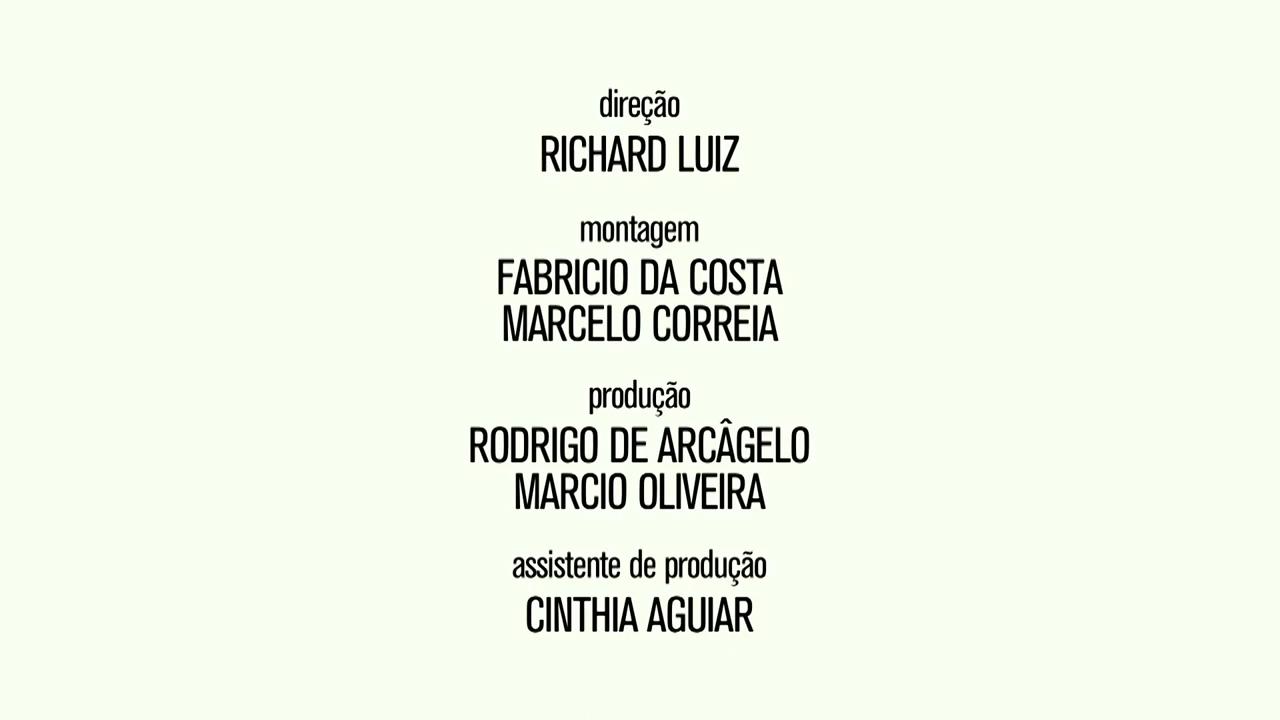 direção
RICHARD LUIZ
montagem
FABRICIO DA COSTA
MARCELO CORREIA
produção
RODRIGO DE ARCÂGELO
MARCIO OLIVEIRA
assistente de produção
CINTHIA AGUIAR